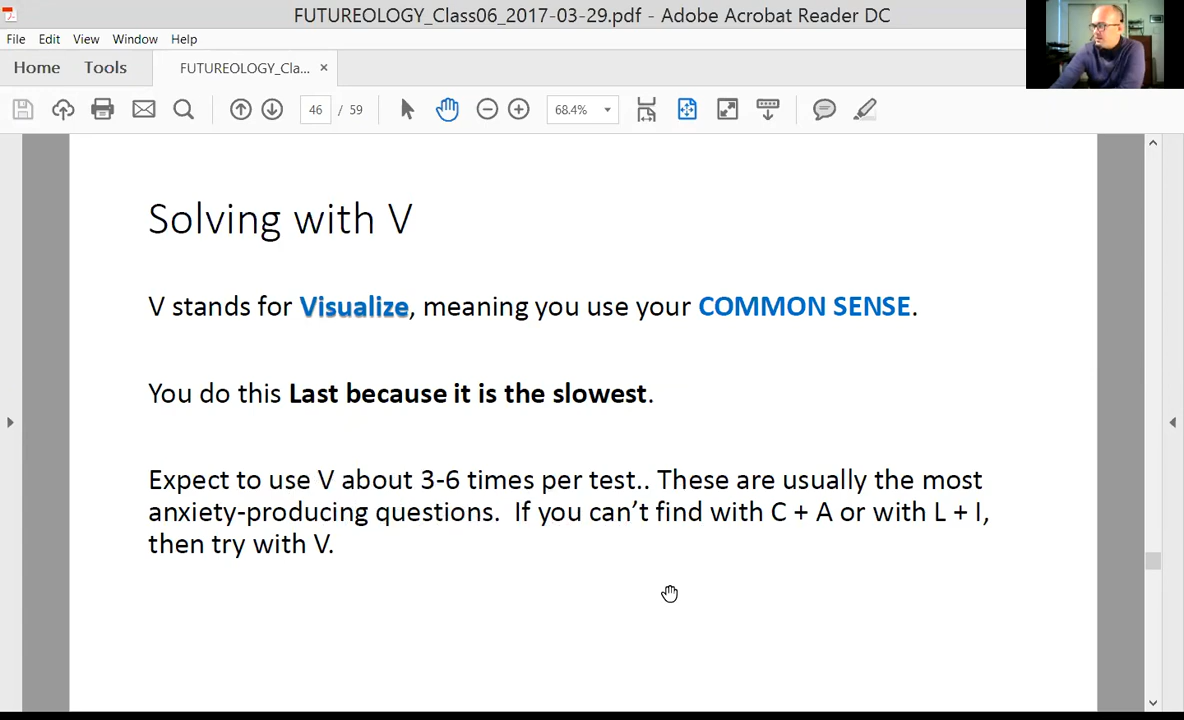 FUTUREOLOGY_Class06_2017-03-29.pdf - Adobe Acrobat Reader DC
File Edit View Window Help
Home Tools FUTUREOLOGY_Cla... ×
46 / 59 68.4%
Solving with V
V stands for Visualize, meaning you use your COMMON SENSE.
You do this Last because it is the slowest.
Expect to use V about 3-6 times per test.. These are usually the most
anxiety-producing questions. If you can’t find with C + A or with L + I,
then try with V.